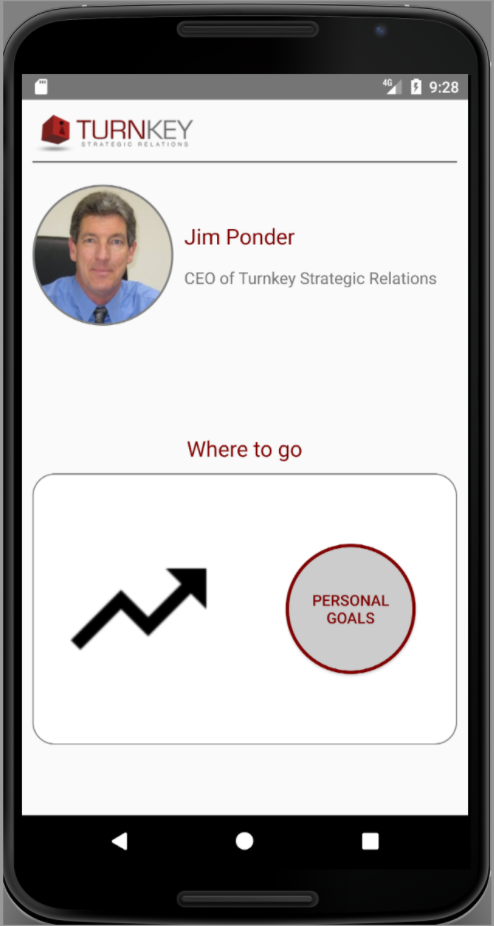 4G 9:28
TURNKEY
STRATEGIC RELATIONS
Jim Ponder
CEO of Turnkey Strategic Relations
Where to go
PERSONAL
GOALS